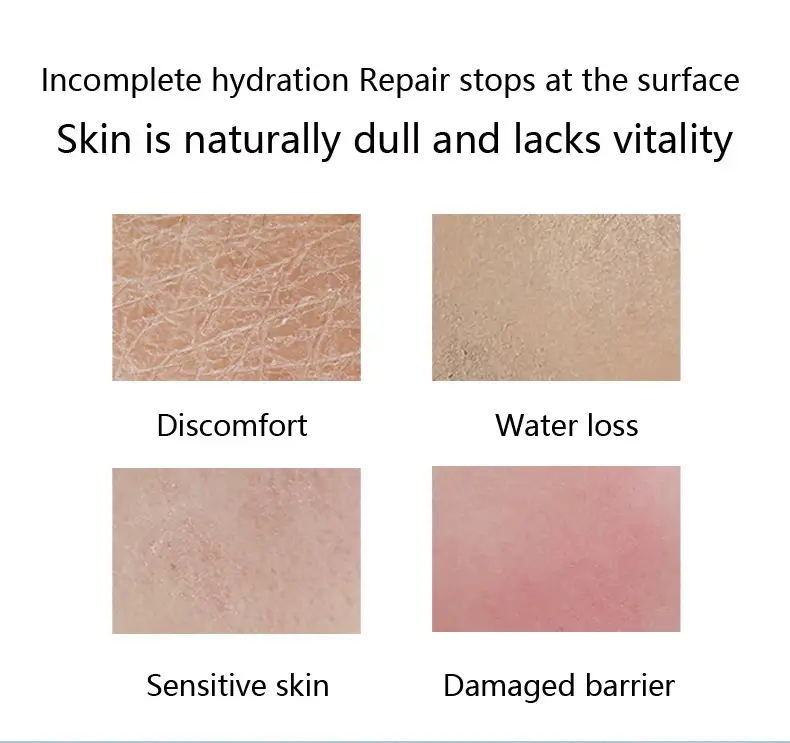 Incomplete hydration Repair stops at the surface
Skin is naturally dull and lacks vitality
Discomfort
Water loss
Sensitive skin
Damaged barrier